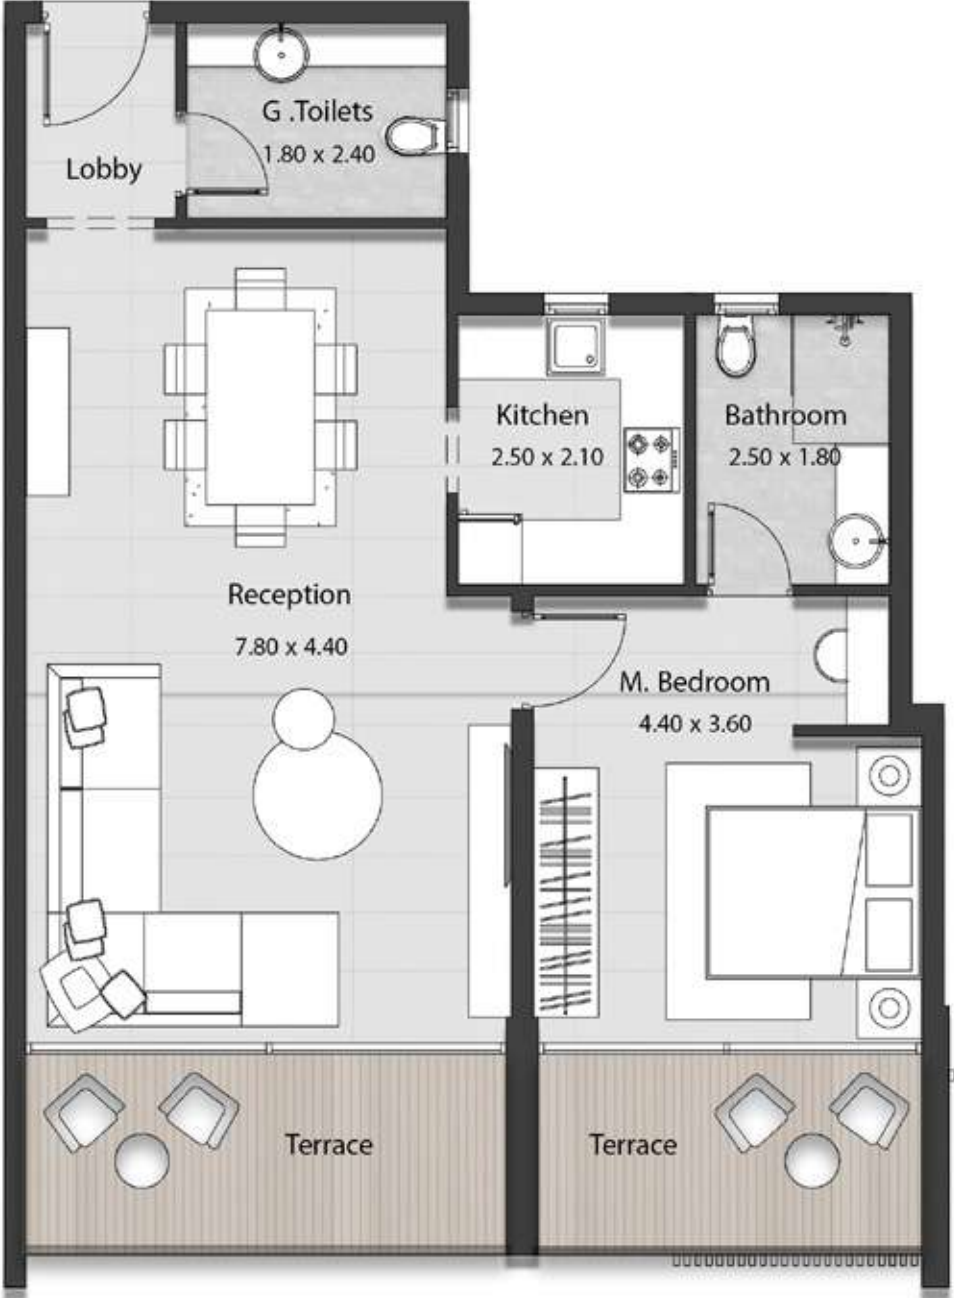 G .Toilets
1.80 x 2.40
Lobby
Kitchen
2.50 x 2.10
Bathroom
2.50 x 1.80
Reception
7.80 x 4.40
M. Bedroom
4.40 x 3.60
Terrace
Terrace